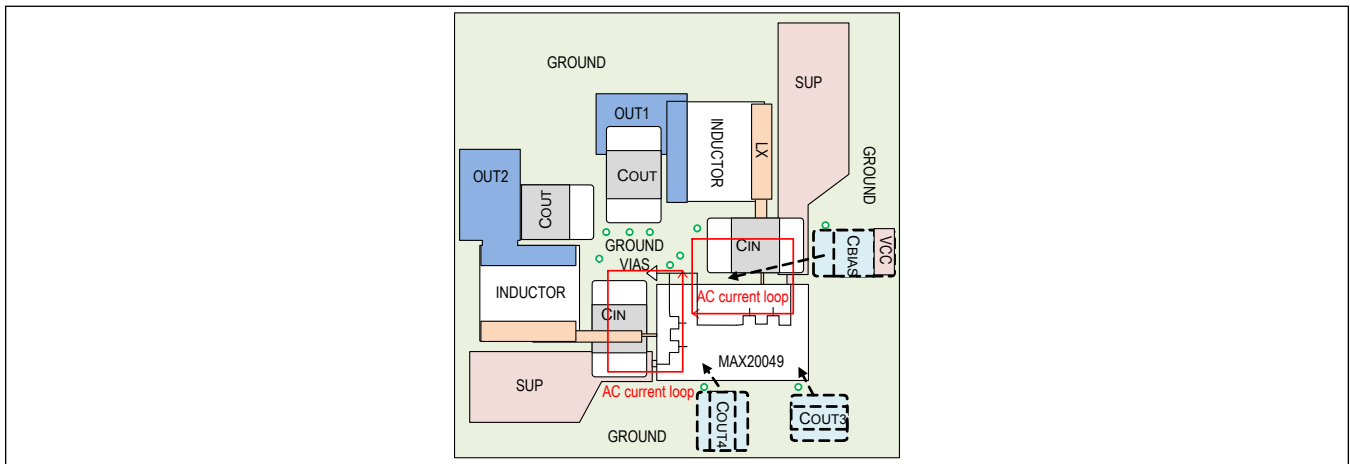 GROUND
SUP
OUT1
INDUCTOR
LX
GROUND
COUT
OUT2
COUT
CIN
GROUND
VIAS
CBIAS
VCC
INDUCTOR
AC current loop
CIN
MAX20049
SUP
AC current loop
COUT4
COUT3
GROUND